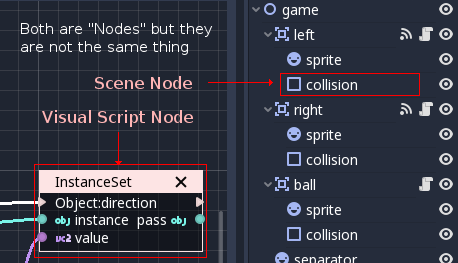 Both are "Nodes" but they
are not the same thing
Scene Node
Visual Script Node
InstanceSet
Object:direction
obj instance pass obj
vc2 value
game
left
sprite
collision
right
sprite
collision
ball
sprite
collision
separator